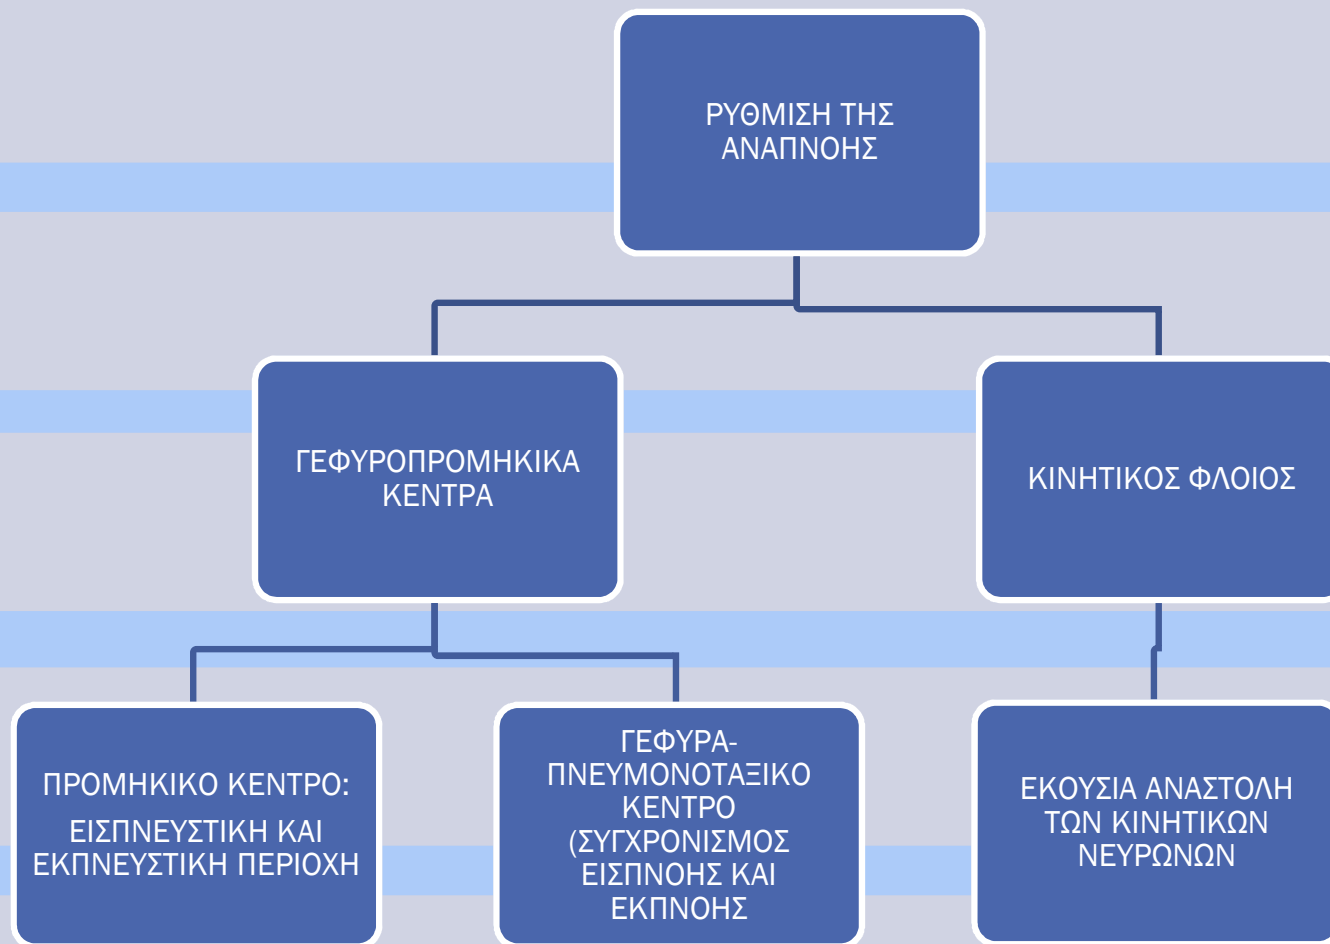 ΡΥΘΜΙΣΗ ΤΗΣ
ΑΝΑΠΝΟΗΣ
ΓΕΦΥΡΟΠΡΟΜΗΚΙΚΑ
ΚΕΝΤΡΑ
ΚΙΝΗΤΙΚΟΣ ΦΛΟΙΟΣ
ΠΡΟΜΗΚΙΚΟ ΚΕΝΤΡΟ:
ΕΙΣΠΝΕΥΣΤΙΚΗ ΚΑΙ
ΕΚΠΝΕΥΣΤΙΚΗ ΠΕΡΙΟΧΗ
ΓΕΦΥΡΑ-
ΠΝΕΥΜΟΝΟΤΑΞΙΚΟ
ΚΕΝΤΡΟ
(ΣΥΓΧΡΟΝΙΣΜΟΣ
ΕΙΣΠΝΟΗΣ ΚΑΙ
ΕΚΠΝΟΗΣ
ΕΚΟΥΣΙΑ ΑΝΑΣΤΟΛΗ
ΤΩΝ ΚΙΝΗΤΙΚΩΝ
ΝΕΥΡΩΝΩΝ